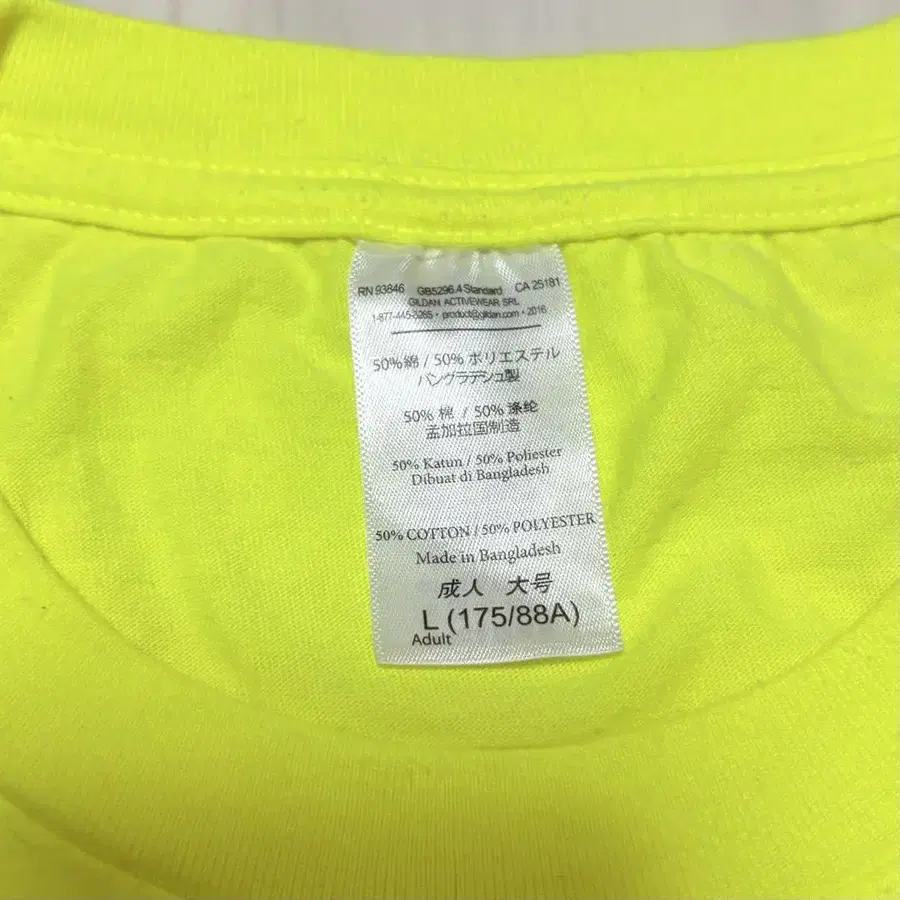 RN 93846 GB5296.4 Standard CA 25181
GILDAN ACTIVEWEAR SRL
1-877-445-3265 • product@gildan.com • 2016
50%綿 / 50% ポリエステル
バングラデシュ製
50% 棉 / 50% 涤纶
孟加拉国制造
50% Katun / 50% Poliester
Dibuat di Bangladesh
50% COTTON / 50% POLYESTER
Made in Bangladesh
成人 大号
L (175/88A)
Adult